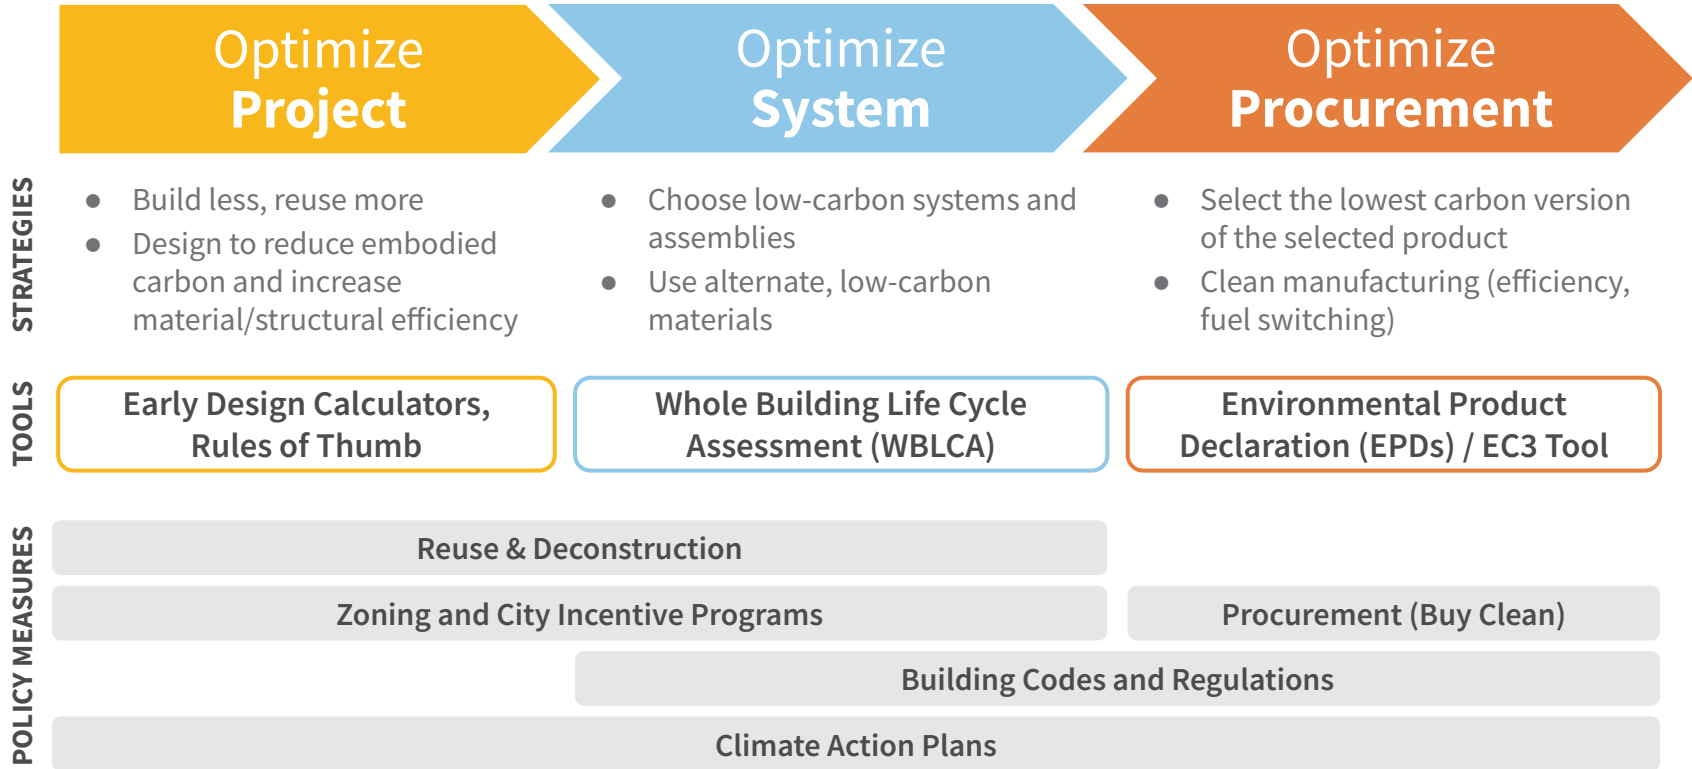 Optimize
Project
Optimize
System
Optimize
Procurement
STRATEGIES
● Build less, reuse more
● Design to reduce embodied
carbon and increase
material/structural efficiency
● Choose low-carbon systems and
assemblies
● Use alternate, low-carbon
materials
● Select the lowest carbon version
of the selected product
● Clean manufacturing (efficiency,
fuel switching)
TOOLS
Early Design Calculators,
Rules of Thumb
Whole Building Life Cycle
Assessment (WBLCA)
Environmental Product
Declaration (EPDs) / EC3 Tool
POLICY MEASURES
Reuse & Deconstruction
Zoning and City Incentive Programs
Procurement (Buy Clean)
Building Codes and Regulations
Climate Action Plans